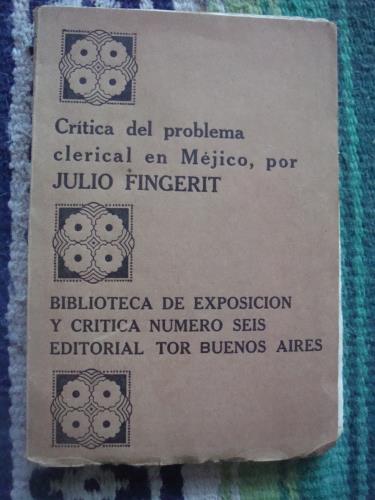 Crítica del problema
clerical en Méjico, por
JULIO FINGERIT
BIBLIOTECA DE EXPOSICION
Y CRITICA NUMERO SEIS
EDITORIAL TOR BUENOS AIRES